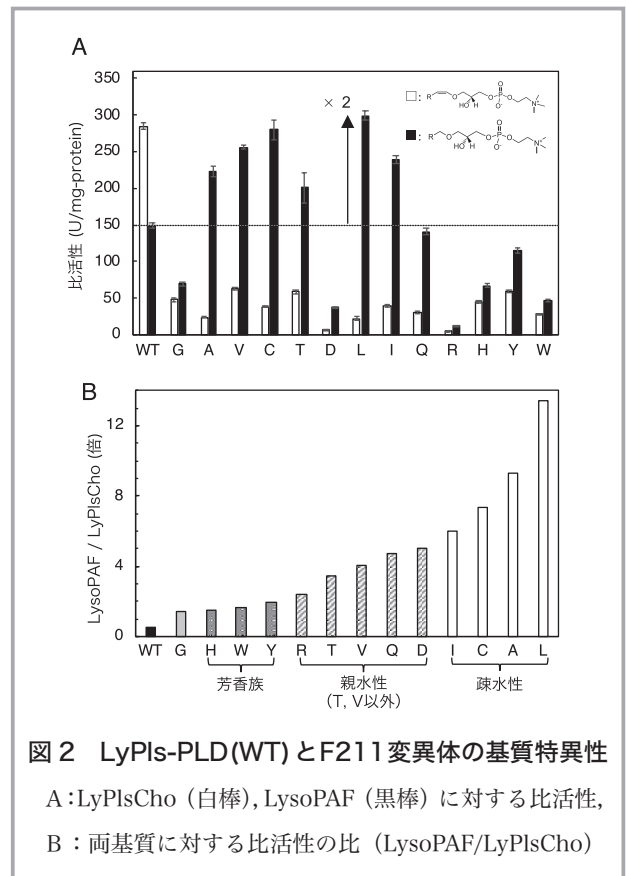 A
350
300
250
200
150
100
50
0
比活性 (U/mg-protein)
× 2
□:
R O HO H O P O O⁻ O N⁺
■:
R O HO H O P O O⁻ O N⁺
WT G A V C T D L I Q R H Y W
B
12
8
4
0
LysoPAF / LyPlsCho (倍)
WT G H W Y R T V Q D I C A L
芳香族 親水性 疎水性
(T, V以外)
図 2 LyPls-PLD(WT) とF211変異体の基質特異性
A:LyPlsCho (白棒), LysoPAF (黒棒) に対する比活性,
B:両基質に対する比活性の比 (LysoPAF/LyPlsCho)